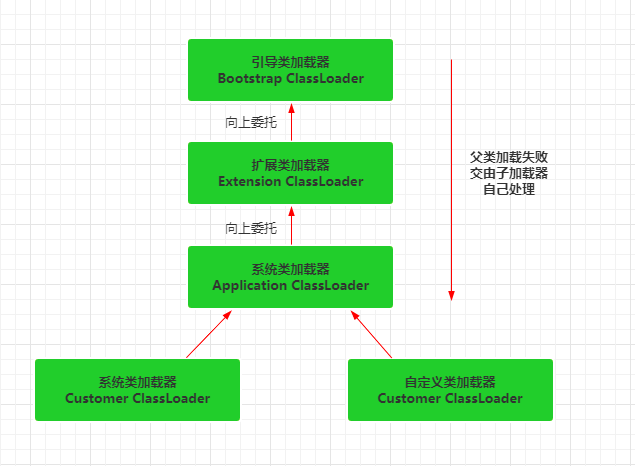 引导类加载器
Bootstrap ClassLoader
向上委托
扩展类加载器
Extension ClassLoader
向上委托
系统类加载器
Application ClassLoader
父类加载失败
交由子加载器
自己处理
系统类加载器
Customer ClassLoader
自定义类加载器
Customer ClassLoader